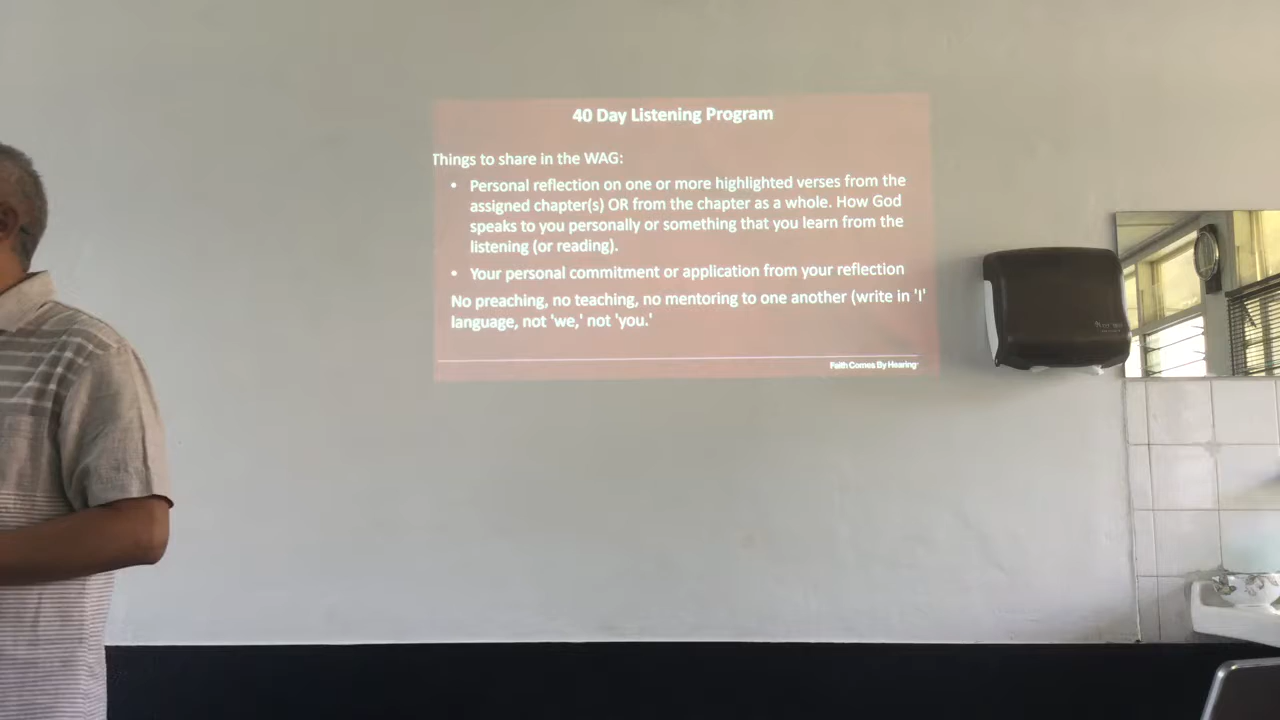 40 Day Listening Program
Things to share in the WAG:
• Personal reflection on one or more highlighted verses from the
assigned chapter(s) OR from the chapter as a whole. How God
speaks to you personally or something that you learn from the
listening (or reading).
• Your personal commitment or application from your reflection
No preaching, no teaching, no mentoring to one another (write in 'I'
language, not 'we,' not 'you.'
Faith Comes By Hearing